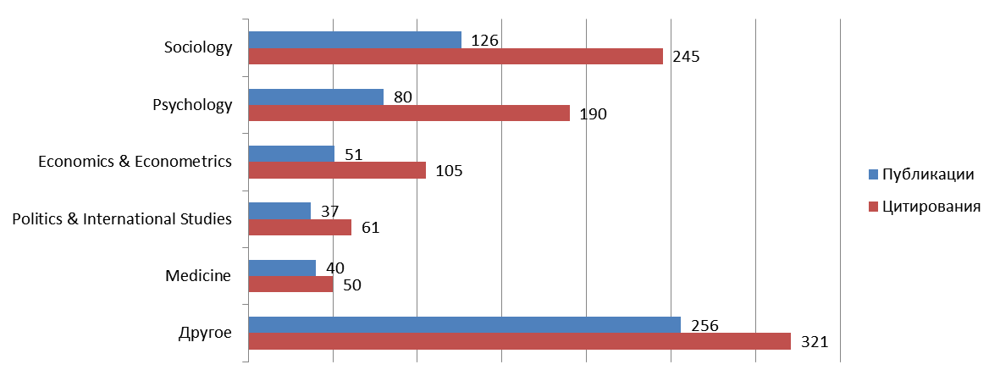 Sociology
126
245
Psychology
80
190
Economics & Econometrics
51
105
Politics & International Studies
37
61
Medicine
40
50
Другое
256
321
Публикации
Цитирования